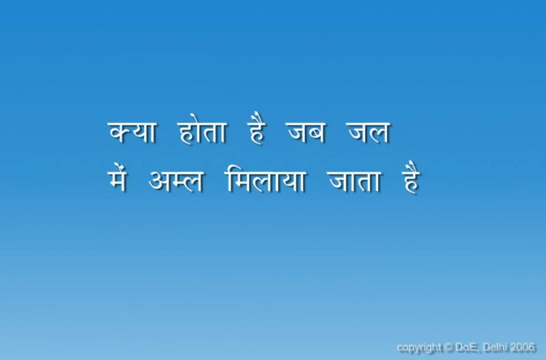 क्या होता है जब जल
में अम्ल मिलाया जाता है
copyright © DoE, Delhi 2006